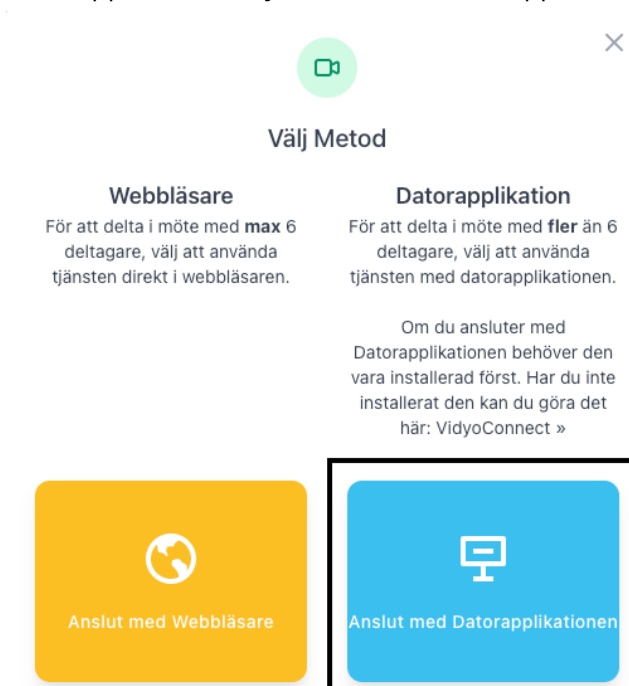 Välj Metod
Webbläsare
För att delta i möte med max 6
deltagare, välj att använda
tjänsten direkt i webbläsaren.
Datorapplikation
För att delta i möte med fler än 6
deltagare, välj att använda
tjänsten med datorapplikationen.
Om du ansluter med
Datorapplikationen behöver den
vara installerad först. Har du inte
installerat den kan du göra det
här: VidyoConnect »
Anslut med Webbläsare
Anslut med Datorapplikationen